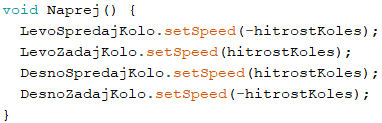 void Naprej() {
  LevoSpredajKolo.setSpeed(-hitrostKoles);
  LevoZadajKolo.setSpeed(hitrostKoles);
  DesnoSpredajKolo.setSpeed(hitrostKoles);
  DesnoZadajKolo.setSpeed(-hitrostKoles);
}